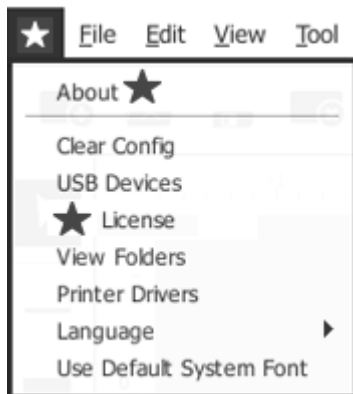 File Edit View Tool
About
Clear Config
USB Devices
License
View Folders
Printer Drivers
Language
Use Default System Font